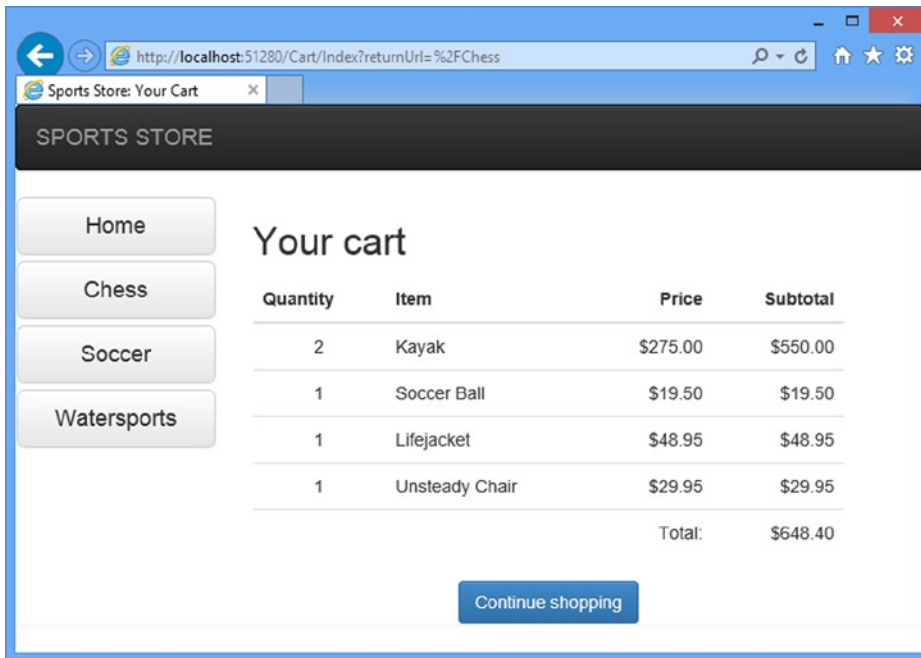 http://localhost:51280/Cart/Index?returnUrl=%2FChess
Sports Store: Your Cart
SPORTS STORE
Home
Chess
Soccer
Watersports
Your cart
Quantity Item Price Subtotal
2 Kayak $275.00 $550.00
1 Soccer Ball $19.50 $19.50
1 Lifejacket $48.95 $48.95
1 Unsteady Chair $29.95 $29.95
Total: $648.40
Continue shopping